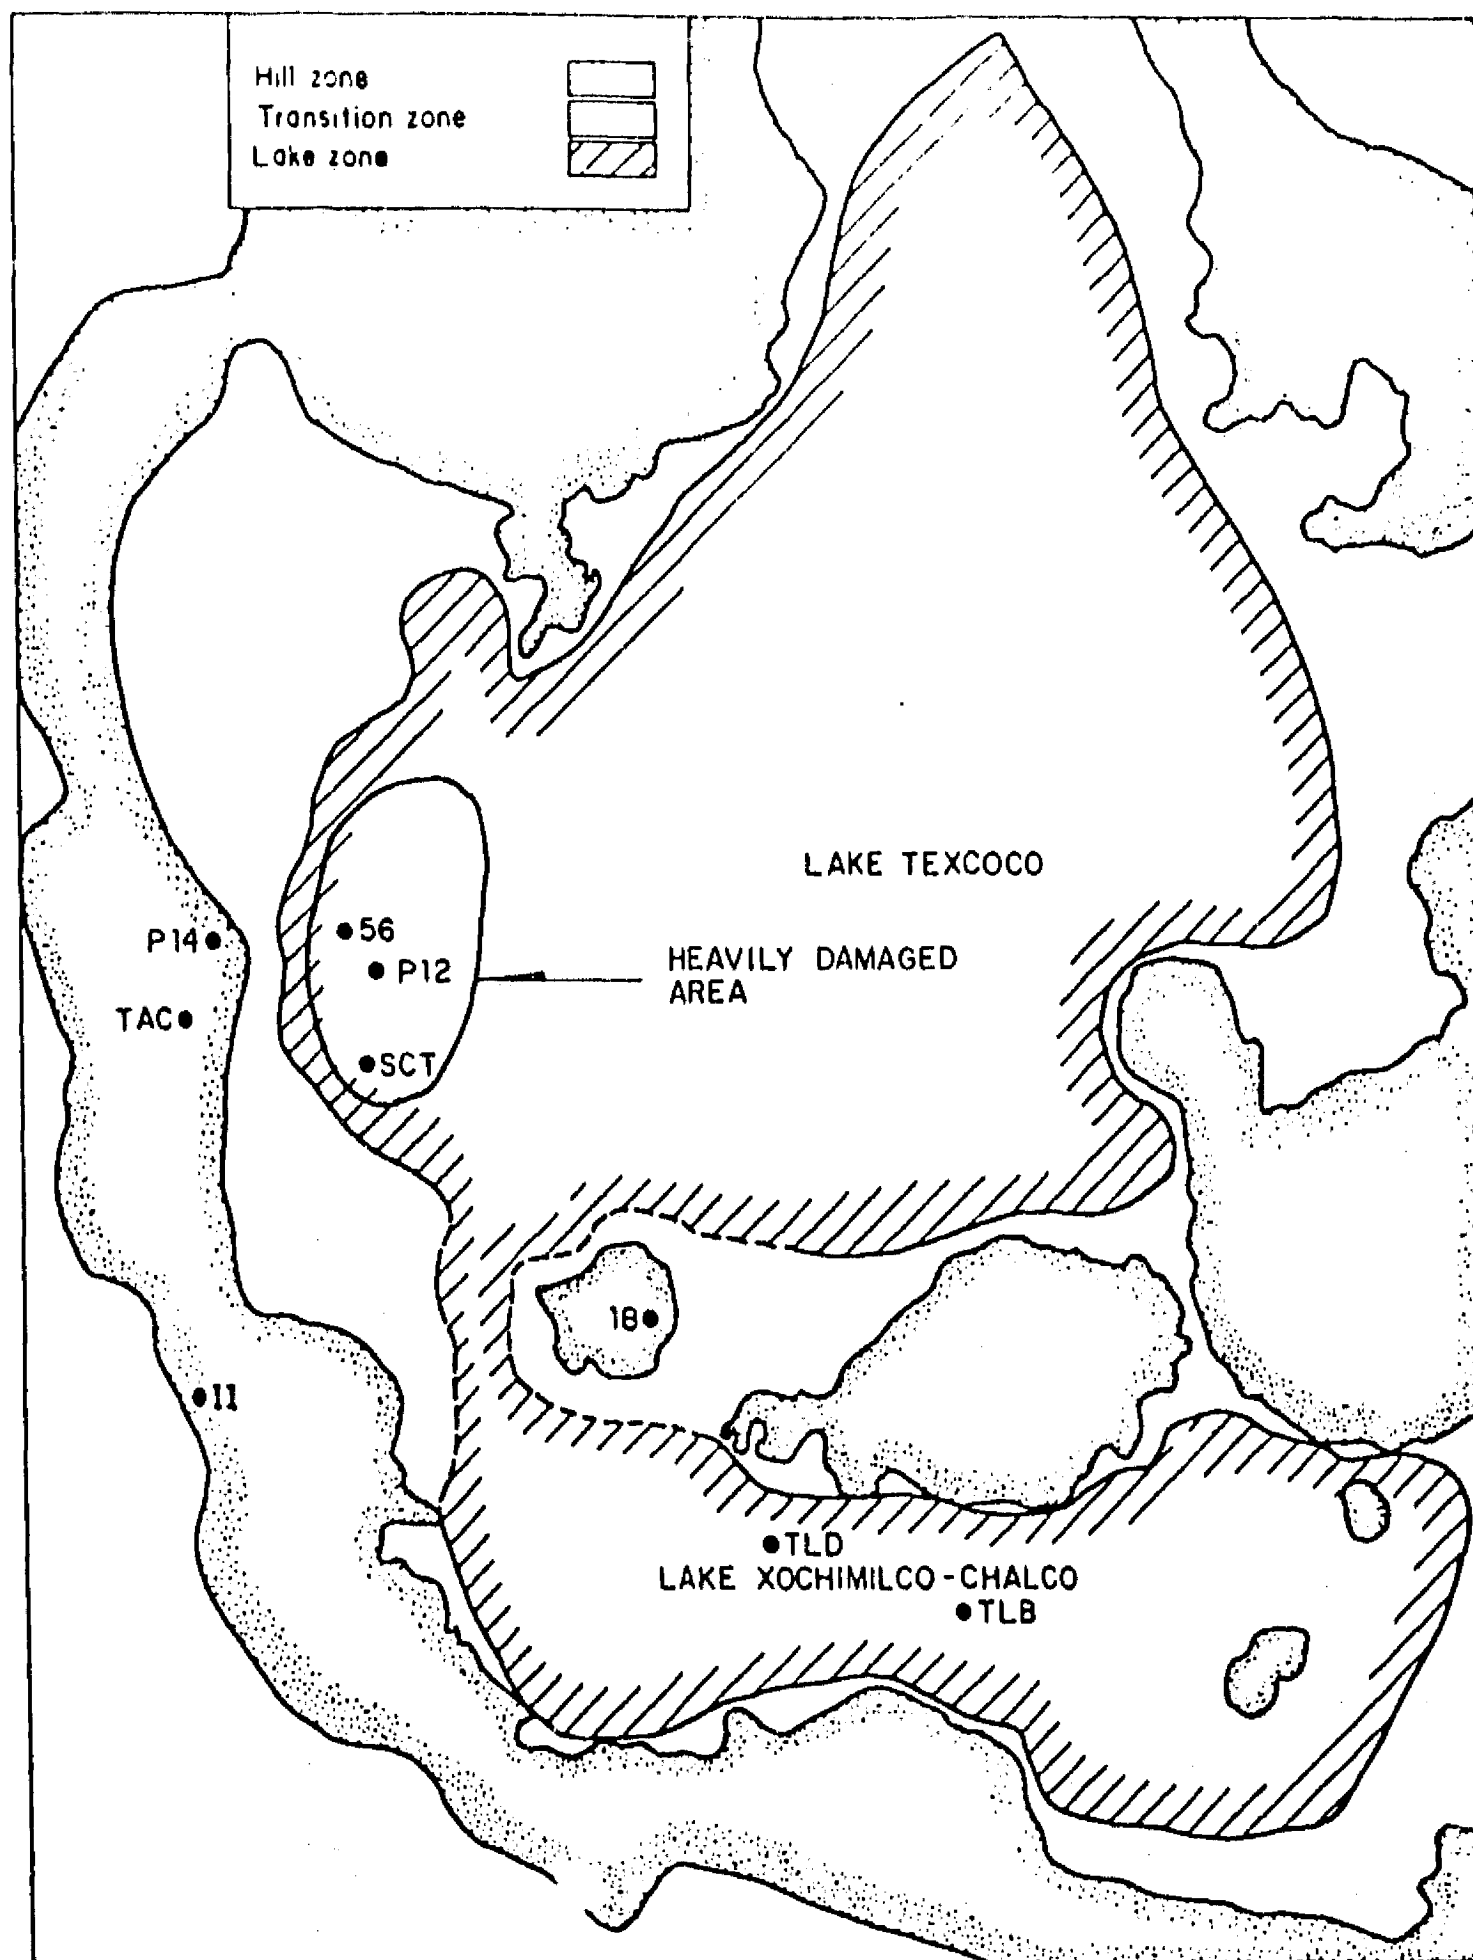 Hill zone
Transition zone
Lake zone
LAKE TEXCOCO
P14
56
P12
HEAVILY DAMAGED
AREA
TAC
SCT
18
11
TLD
LAKE XOCHIMILCO-CHALCO
TLB